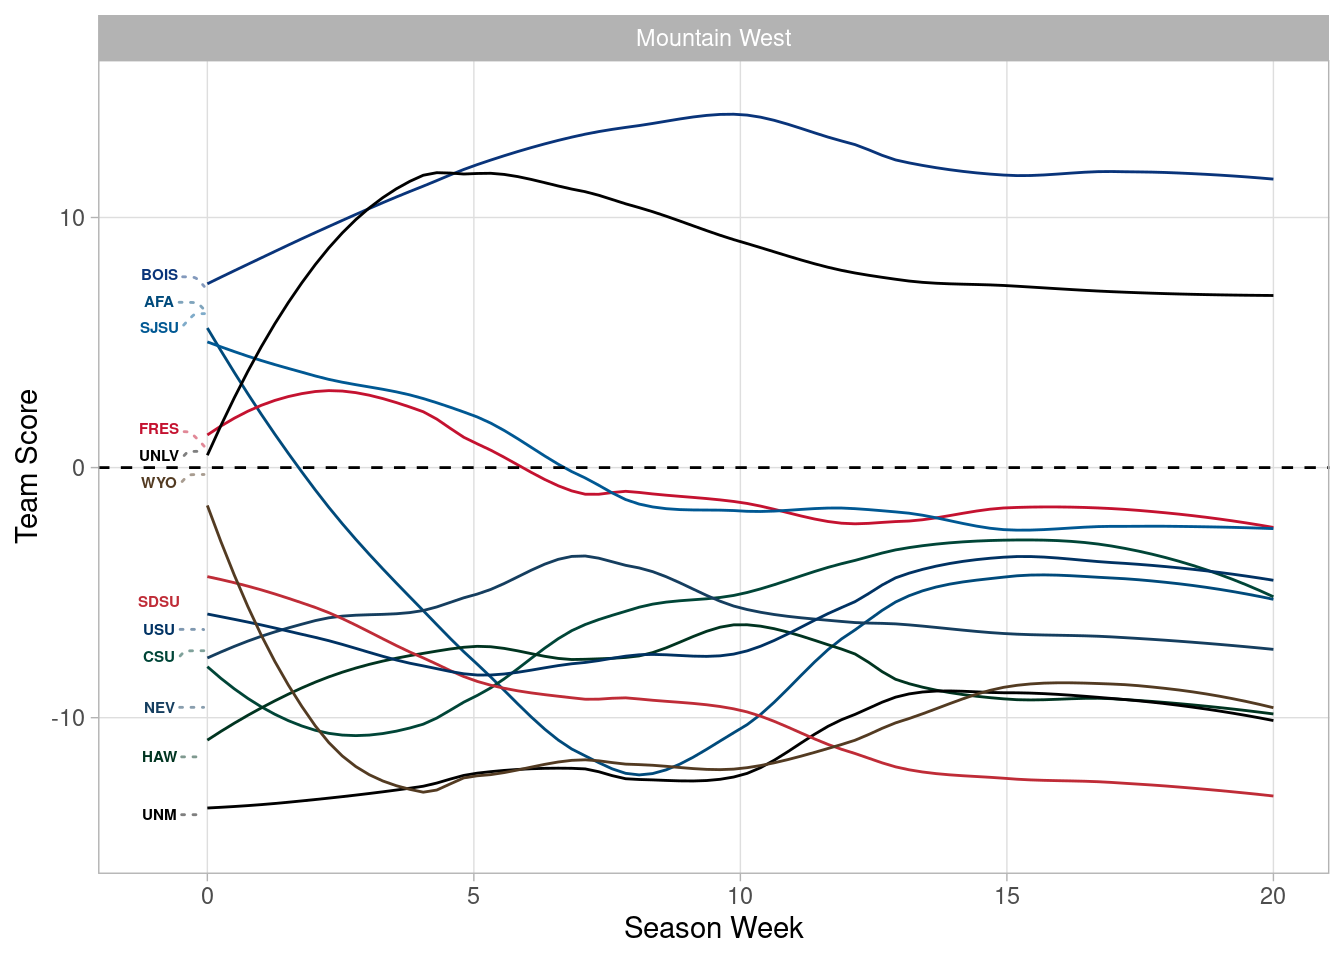 Mountain West
Team Score
10
0
-10
BOIS
AFA
SJSU
FRES
UNLV
WYO
SDSU
USU
CSU
NEV
HAW
UNM
0 5 10 15 20
Season Week